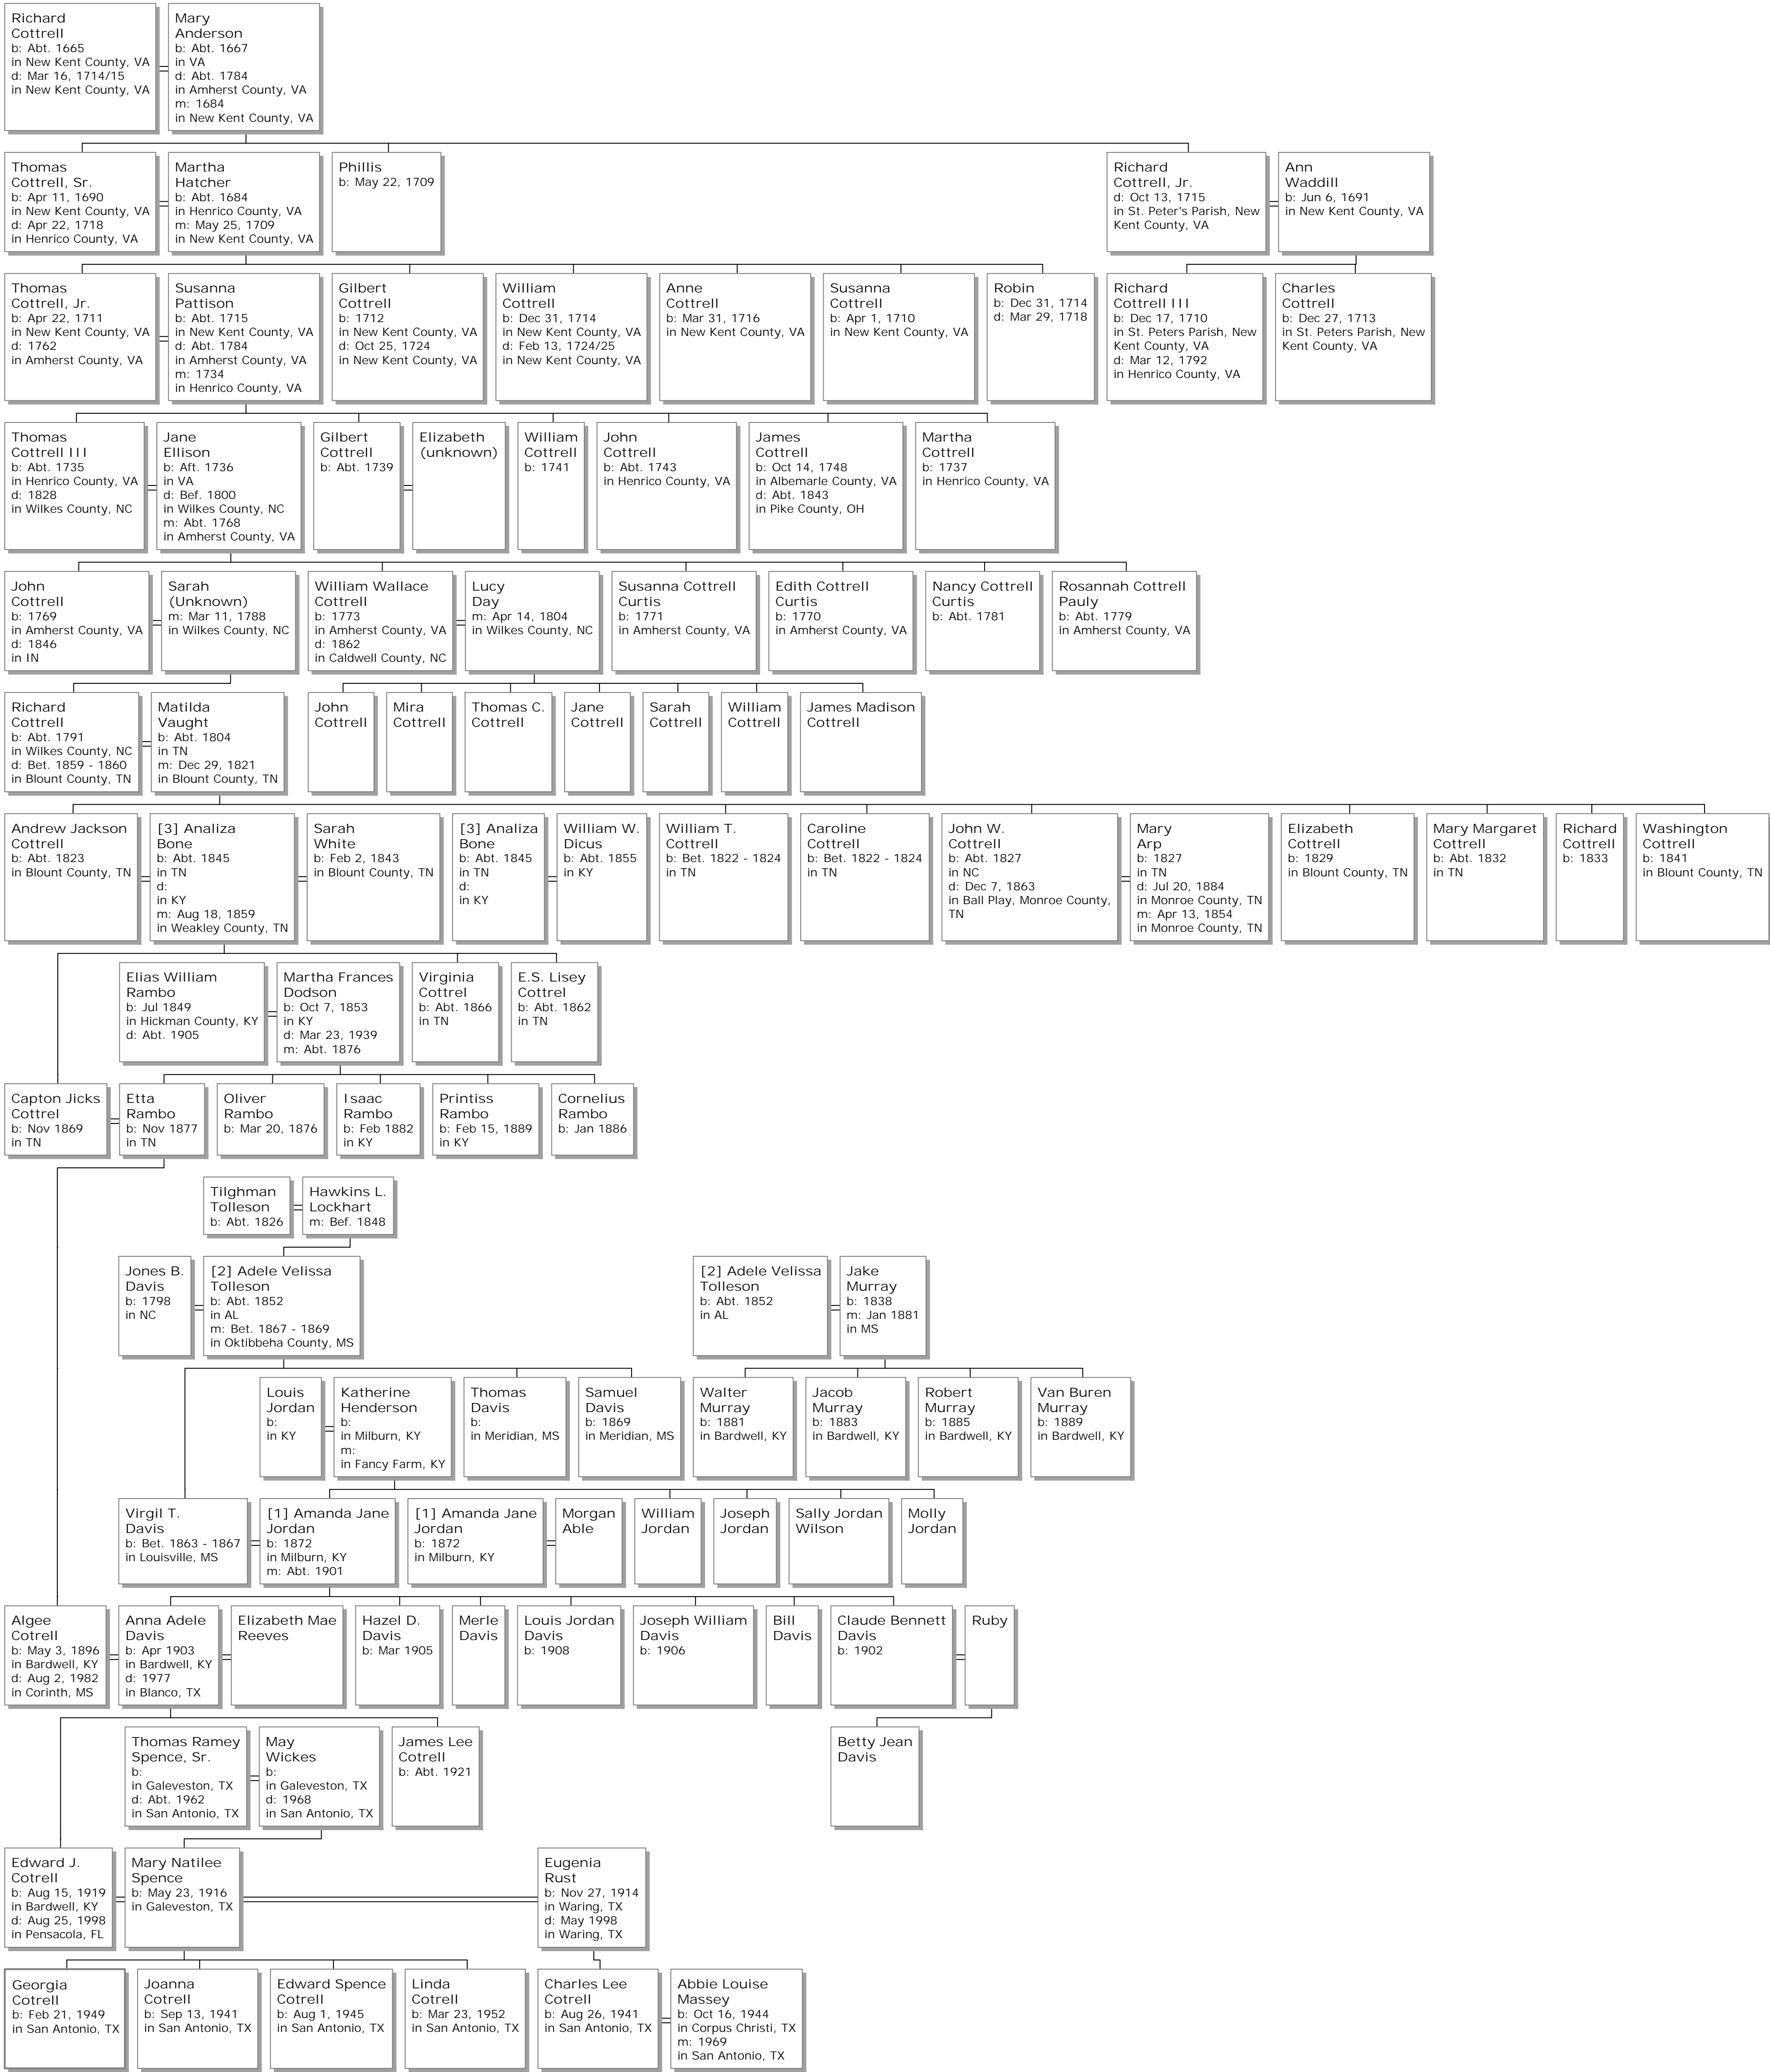 Richard
Cottrell
b: Abt. 1665
in New Kent County, VA
d: Mar 16, 1714/15
in New Kent County, VA
Mary
Anderson
b: Abt. 1667
in VA
d: Abt. 1784
in Amherst County, VA
m: 1684
in New Kent County, VA
Thomas
Cottrell, Sr.
b: Apr 11, 1690
in New Kent County, VA
d: Apr 22, 1718
in Henrico County, VA
Martha
Hatcher
b: Abt. 1684
in Henrico County, VA
m: May 25, 1709
in New Kent County, VA
Phillis
b: May 22, 1709
Richard
Cottrell, Jr.
d: Oct 13, 1715
in St. Peter's Parish, New
Kent County, VA
Ann
Waddill
b: Jun 6, 1691
in New Kent County, VA
Thomas
Cottrell, Jr.
b: Apr 22, 1711
in New Kent County, VA
d: 1762
in Amherst County, VA
Susanna
Pattison
b: Abt. 1715
in New Kent County, VA
d: Abt. 1784
in Amherst County, VA
m: 1734
in Henrico County, VA
Gilbert
Cottrell
b: 1712
in New Kent County, VA
d: Oct 25, 1724
in New Kent County, VA
William
Cottrell
b: Dec 31, 1714
in New Kent County, VA
d: Feb 13, 1724/25
in New Kent County, VA
Anne
Cottrell
b: Mar 31, 1716
in New Kent County, VA
Susanna
Cottrell
b: Apr 1, 1710
in New Kent County, VA
Robin
b: Dec 31, 1714
d: Mar 29, 1718
Richard
Cottrell III
b: Dec 17, 1710
in St. Peters Parish, New
Kent County, VA
d: Mar 12, 1792
in Henrico County, VA
Charles
Cottrell
b: Dec 27, 1713
in St. Peters Parish, New
Kent County, VA
Thomas
Cottrell III
b: Abt. 1735
in Henrico County, VA
d: 1828
in Wilkes County, NC
Jane
Ellison
b: Aft. 1736
in VA
d: Bef. 1800
in Wilkes County, NC
m: Abt. 1768
in Amherst County, VA
Gilbert
Cottrell
b: Abt. 1739
Elizabeth
(unknown)
William
Cottrell
b: 1741
John
Cottrell
b: Abt. 1743
in Henrico County, VA
James
Cottrell
b: Oct 14, 1748
in Albemarle County, VA
d: Abt. 1843
in Pike County, OH
Martha
Cottrell
b: 1737
in Henrico County, VA
John
Cottrell
b: 1769
in Amherst County, VA
d: 1846
in IN
Sarah
(Unknown)
m: Mar 11, 1788
in Wilkes County, NC
William Wallace
Cottrell
b: 1773
in Amherst County, VA
d: 1862
in Caldwell County, NC
Lucy
Day
m: Apr 14, 1804
in Wilkes County, NC
Susanna Cottrell
Curtis
b: 1771
in Amherst County, VA
Edith Cottrell
Curtis
b: 1770
in Amherst County, VA
Nancy Cottrell
Curtis
b: Abt. 1781
Rosannah Cottrell
Pauly
b: Abt. 1779
in Amherst County, VA
Richard
Cottrell
b: Abt. 1791
in Wilkes County, NC
d: Bet. 1859 - 1860
in Blount County, TN
Matilda
Vaught
b: Abt. 1804
in TN
m: Dec 29, 1821
in Blount County, TN
John
Cottrell
Mira
Cottrell
Thomas C.
Cottrell
Jane
Cottrell
Sarah
Cottrell
William
Cottrell
James Madison
Cottrell
Andrew Jackson
Cottrell
b: Abt. 1823
in Blount County, TN
[3] Analiza
Bone
b: Abt. 1845
in TN
d:
in KY
m: Aug 18, 1859
in Weakley County, TN
Sarah
White
b: Feb 2, 1843
in Blount County, TN
[3] Analiza
Bone
b: Abt. 1845
in TN
d:
in KY
William W.
Dicus
b: Abt. 1855
in KY
William T.
Cottrell
b: Bet. 1822 - 1824
in TN
Caroline
Cottrell
b: Bet. 1822 - 1824
in TN
John W.
Cottrell
b: Abt. 1827
in NC
d: Dec 7, 1863
in Ball Play, Monroe County,
TN
Mary
Arp
b: 1827
in TN
d: Jul 20, 1884
in Monroe County, TN
m: Apr 13, 1854
in Monroe County, TN
Elizabeth
Cottrell
b: 1829
in Blount County, TN
Mary Margaret
Cottrell
b: Abt. 1832
in TN
Richard
Cottrell
b: 1833
Washington
Cottrell
b: 1841
in Blount County, TN
Elias William
Rambo
b: Jul 1849
in Hickman County, KY
d: Abt. 1905
Martha Frances
Dodson
b: Oct 7, 1853
in KY
d: Mar 23, 1939
m: Abt. 1876
Virginia
Cottrel
b: Abt. 1866
in TN
E.S. Lisey
Cottrel
b: Abt. 1862
in TN
Capton Jicks
Cottrel
b: Nov 1869
in TN
Etta
Rambo
b: Nov 1877
in TN
Oliver
Rambo
b: Mar 20, 1876
Isaac
Rambo
b: Feb 1882
in KY
Printiss
Rambo
b: Feb 15, 1889
in KY
Cornelius
Rambo
b: Jan 1886
Tilghman
Tolleson
b: Abt. 1826
Hawkins L.
Lockhart
m: Bef. 1848
Jones B.
Davis
b: 1798
in NC
[2] Adele Velissa
Tolleson
b: Abt. 1852
in AL
m: Bet. 1867 - 1869
in Oktibbeha County, MS
[2] Adele Velissa
Tolleson
b: Abt. 1852
in AL
Jake
Murray
b: 1838
m: Jan 1881
in MS
Louis
Jordan
b:
in KY
Katherine
Henderson
b:
in Milburn, KY
m:
in Fancy Farm, KY
Thomas
Davis
b:
in Meridian, MS
Samuel
Davis
b: 1869
in Meridian, MS
Walter
Murray
b: 1881
in Bardwell, KY
Jacob
Murray
b: 1883
in Bardwell, KY
Robert
Murray
b: 1885
in Bardwell, KY
Van Buren
Murray
b: 1889
in Bardwell, KY
Virgil T.
Davis
b: Bet. 1863 - 1867
in Louisville, MS
[1] Amanda Jane
Jordan
b: 1872
in Milburn, KY
m: Abt. 1901
[1] Amanda Jane
Jordan
b: 1872
in Milburn, KY
Morgan
Able
William
Jordan
Joseph
Jordan
Sally Jordan
Wilson
Molly
Jordan
Algee
Cotrell
b: May 3, 1896
in Bardwell, KY
d: Aug 2, 1982
in Corinth, MS
Anna Adele
Davis
b: Apr 1903
in Bardwell, KY
d: 1977
in Blanco, TX
Elizabeth Mae
Reeves
Hazel D.
Davis
b: Mar 1905
Merle
Davis
Louis Jordan
Davis
b: 1908
Joseph William
Davis
b: 1906
Bill
Davis
Claude Bennett
Davis
b: 1902
Ruby
Thomas Ramey
Spence, Sr.
b:
in Galeveston, TX
d: Abt. 1962
in San Antonio, TX
May
Wickes
b:
in Galeveston, TX
d: 1968
in San Antonio, TX
James Lee
Cotrell
b: Abt. 1921
Betty Jean
Davis
Edward J.
Cotrell
b: Aug 15, 1919
in Bardwell, KY
d: Aug 25, 1998
in Pensacola, FL
Mary Natilee
Spence
b: May 23, 1916
in Galeveston, TX
Eugenia
Rust
b: Nov 27, 1914
in Waring, TX
d: May 1998
in Waring, TX
Georgia
Cotrell
b: Feb 21, 1949
in San Antonio, TX
Joanna
Cotrell
b: Sep 13, 1941
in San Antonio, TX
Edward Spence
Cotrell
b: Aug 1, 1945
in San Antonio, TX
Linda
Cotrell
b: Mar 23, 1952
in San Antonio, TX
Charles Lee
Cotrell
b: Aug 26, 1941
in San Antonio, TX
Abbie Louise
Massey
b: Oct 16, 1944
in Corpus Christi, TX
m: 1969
in San Antonio, TX